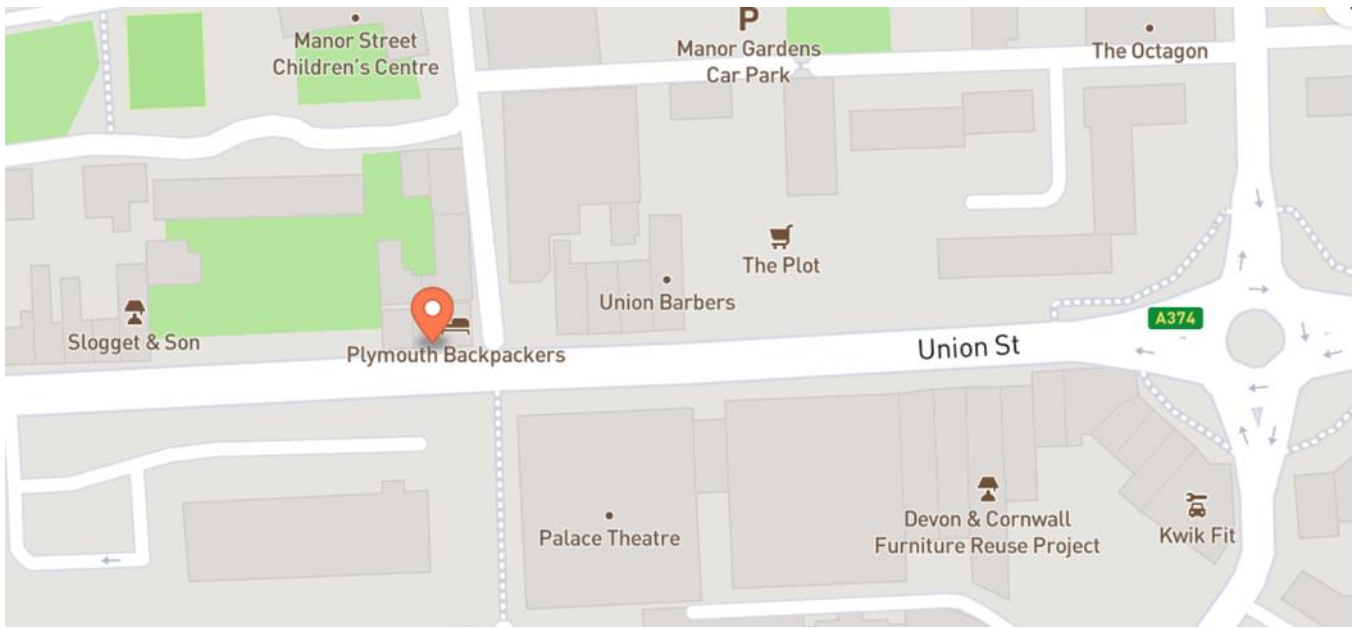 Manor Street
Children's Centre
P
Manor Gardens
Car Park
The Octagon
The Plot
Union Barbers
Slogget & Son
Plymouth Backpackers
A374
Union St
Palace Theatre
Devon & Cornwall
Furniture Reuse Project
Kwik Fit